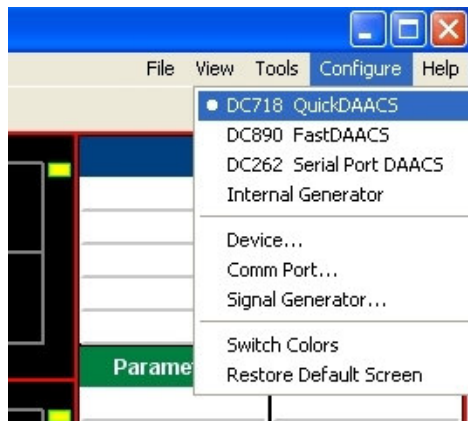 File View Tools Configure Help
DC718 QuickDAACS
DC890 FastDAACS
DC262 Serial Port DAACS
Internal Generator
Device...
Comm Port...
Signal Generator...
Switch Colors
Restore Default Screen
Parame